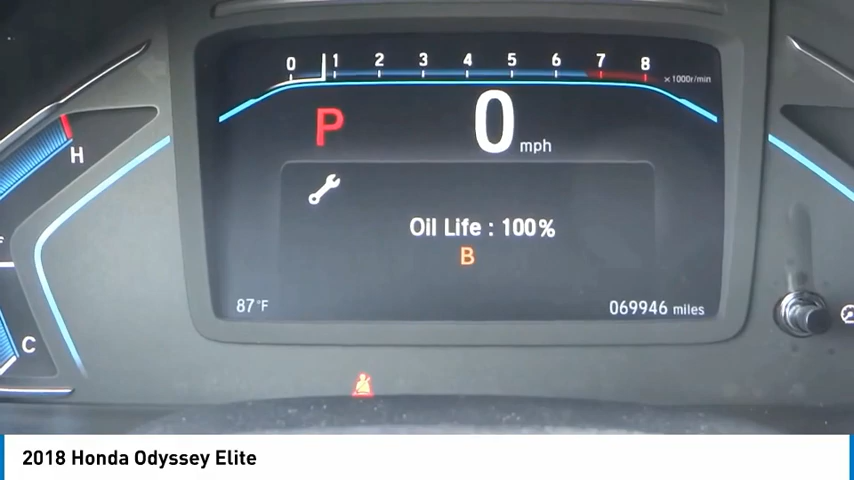 0 1 2 3 4 5 6 7 8 x1000r/min
P 0 mph
H
Oil Life : 100%
B
87°F 069946 miles
C
2018 Honda Odyssey Elite